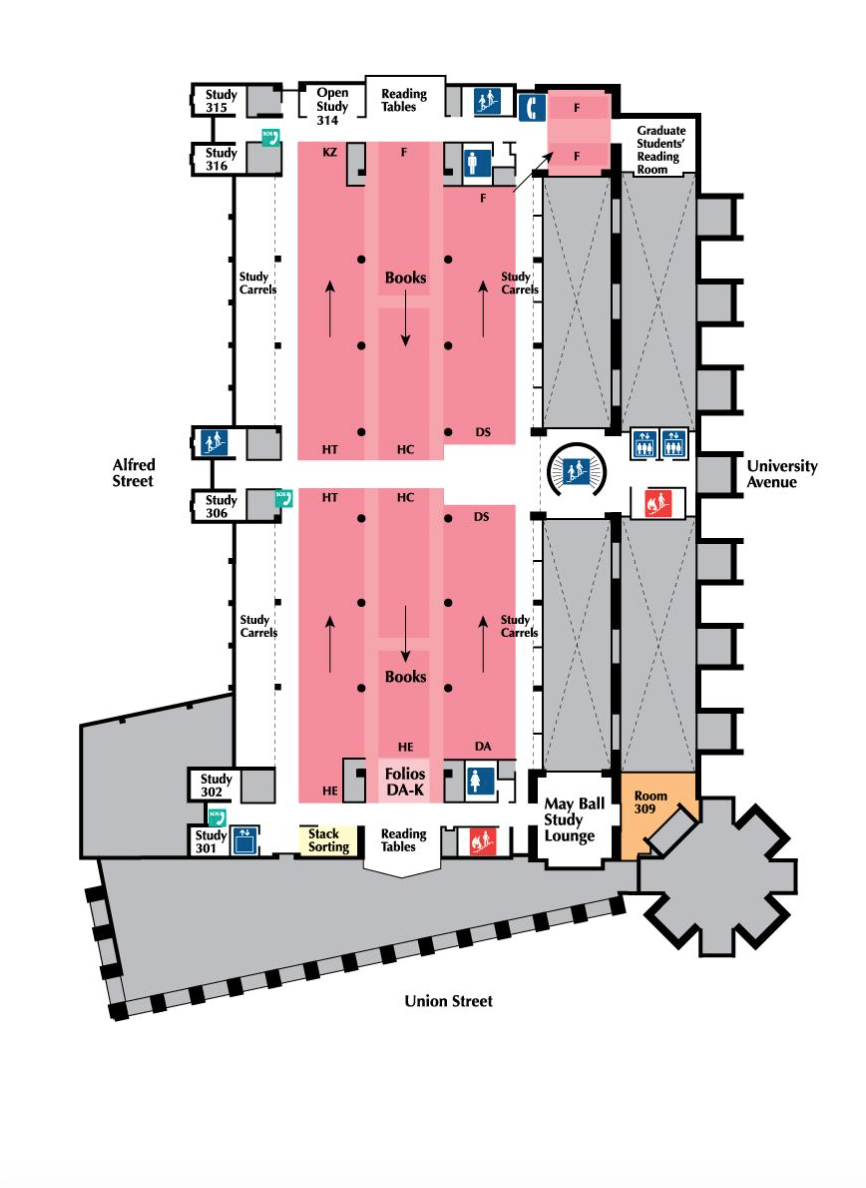 Study
315
Open
Study
314
Reading
Tables
F
SOS
Study
316
KZ
F
F
Graduate
Students'
Reading
Room
F
Study
Carrels
Books
Study
Carrels
HT
HC
DS
Alfred
Street
University
Avenue
Study
306
SOS
HT
HC
DS
Study
Carrels
Study
Carrels
Books
HE
DA
Study
302
HE
Folios
DA-K
May Ball
Study
Lounge
Room
309
SOS
Study
301
Stack
Sorting
Reading
Tables
Union Street